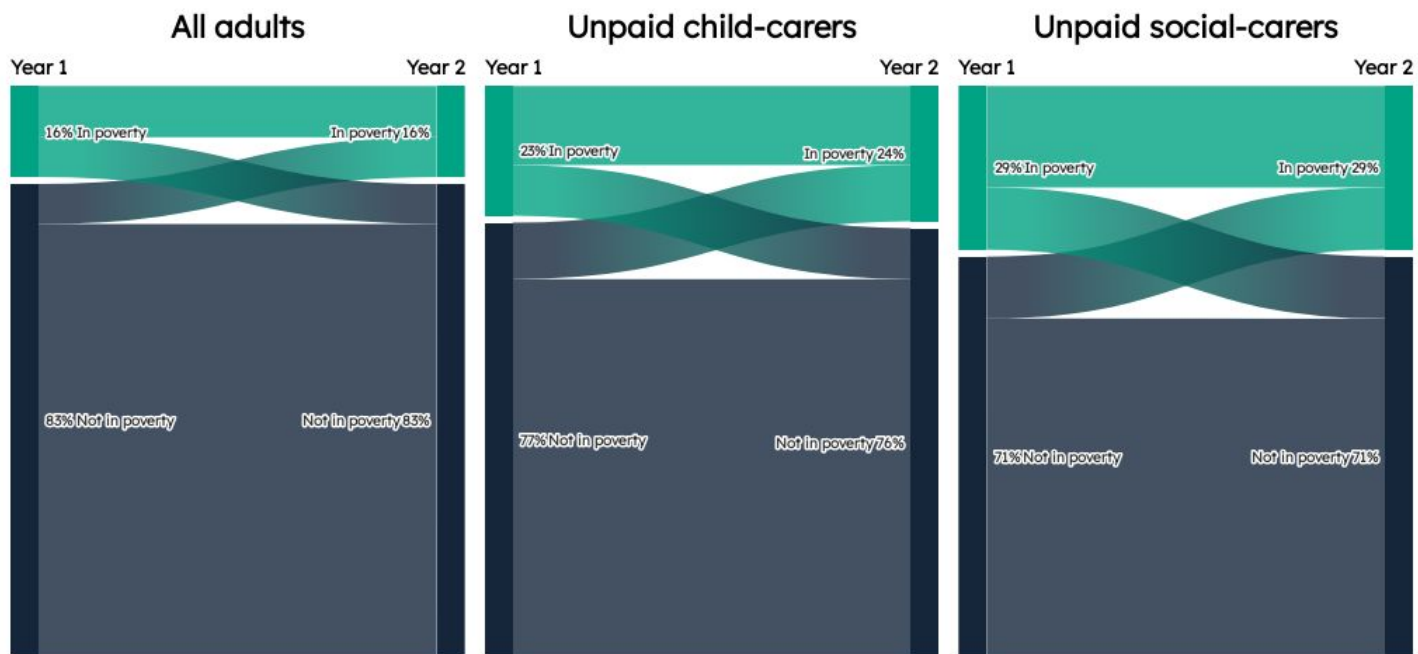 All adults
Year 1 Year 2
16% In poverty In poverty 16%
83% Not in poverty Not in poverty 83%
Unpaid child-carers
Year 1 Year 2
23% In poverty In poverty 24%
77% Not in poverty Not in poverty 76%
Unpaid social-carers
Year 1 Year 2
29% In poverty In poverty 29%
71% Not in poverty Not in poverty 71%